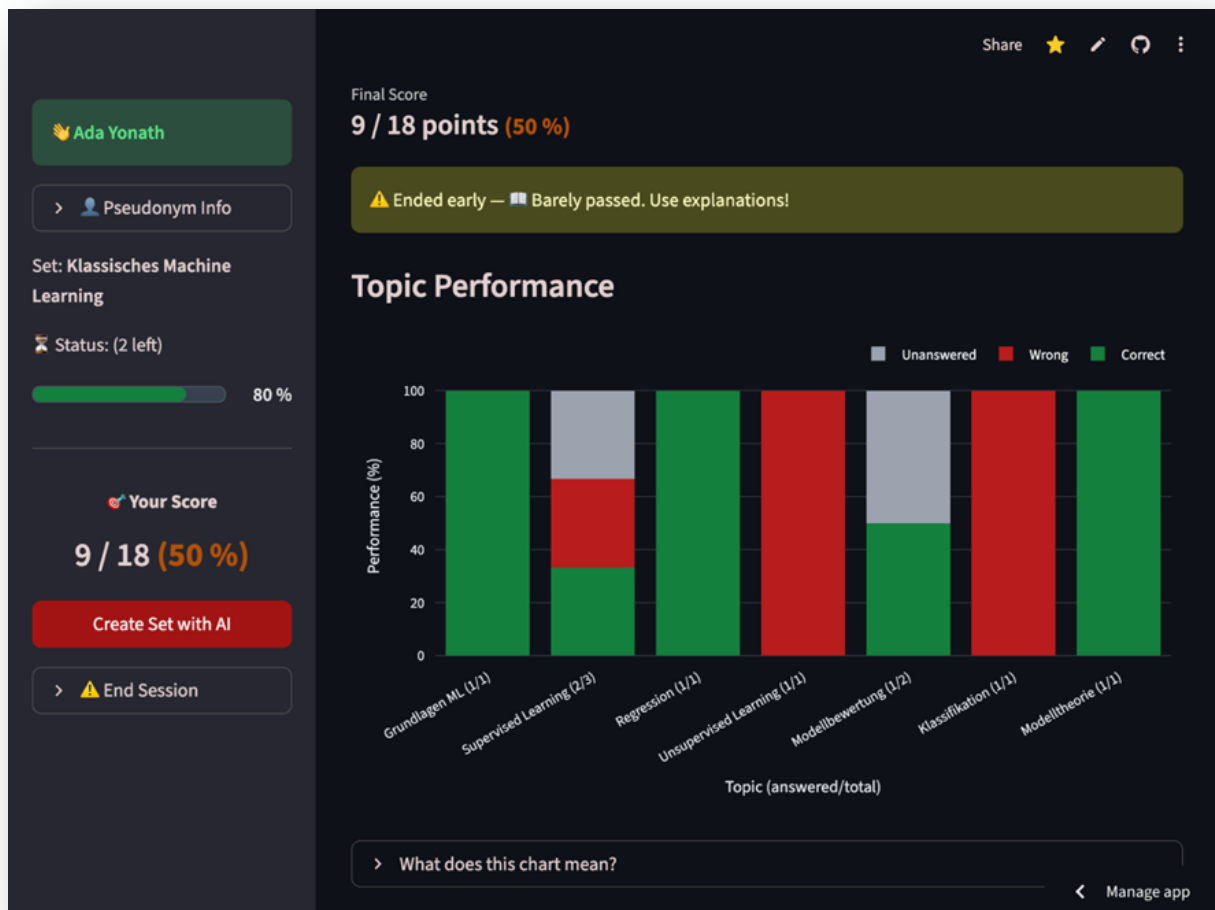 Share
👋 Ada Yonath
👤 Pseudonym Info
Set: Klassisches Machine
Learning
⏳ Status: (2 left)
80 %
🎯 Your Score
9 / 18 (50 %)
Create Set with AI
⚠️ End Session
Final Score
9 / 18 points (50 %)
⚠️ Ended early — 📖 Barely passed. Use explanations!
Topic Performance
Unanswered
Wrong
Correct
Performance (%)
100
80
60
40
20
0
Grundlagen ML (1/1)
Supervised Learning (2/3)
Regression (1/1)
Unsupervised Learning (1/1)
Modellbewertung (1/2)
Klassifikation (1/1)
Modelltheorie (1/1)
Topic (answered/total)
What does this chart mean?
Manage app